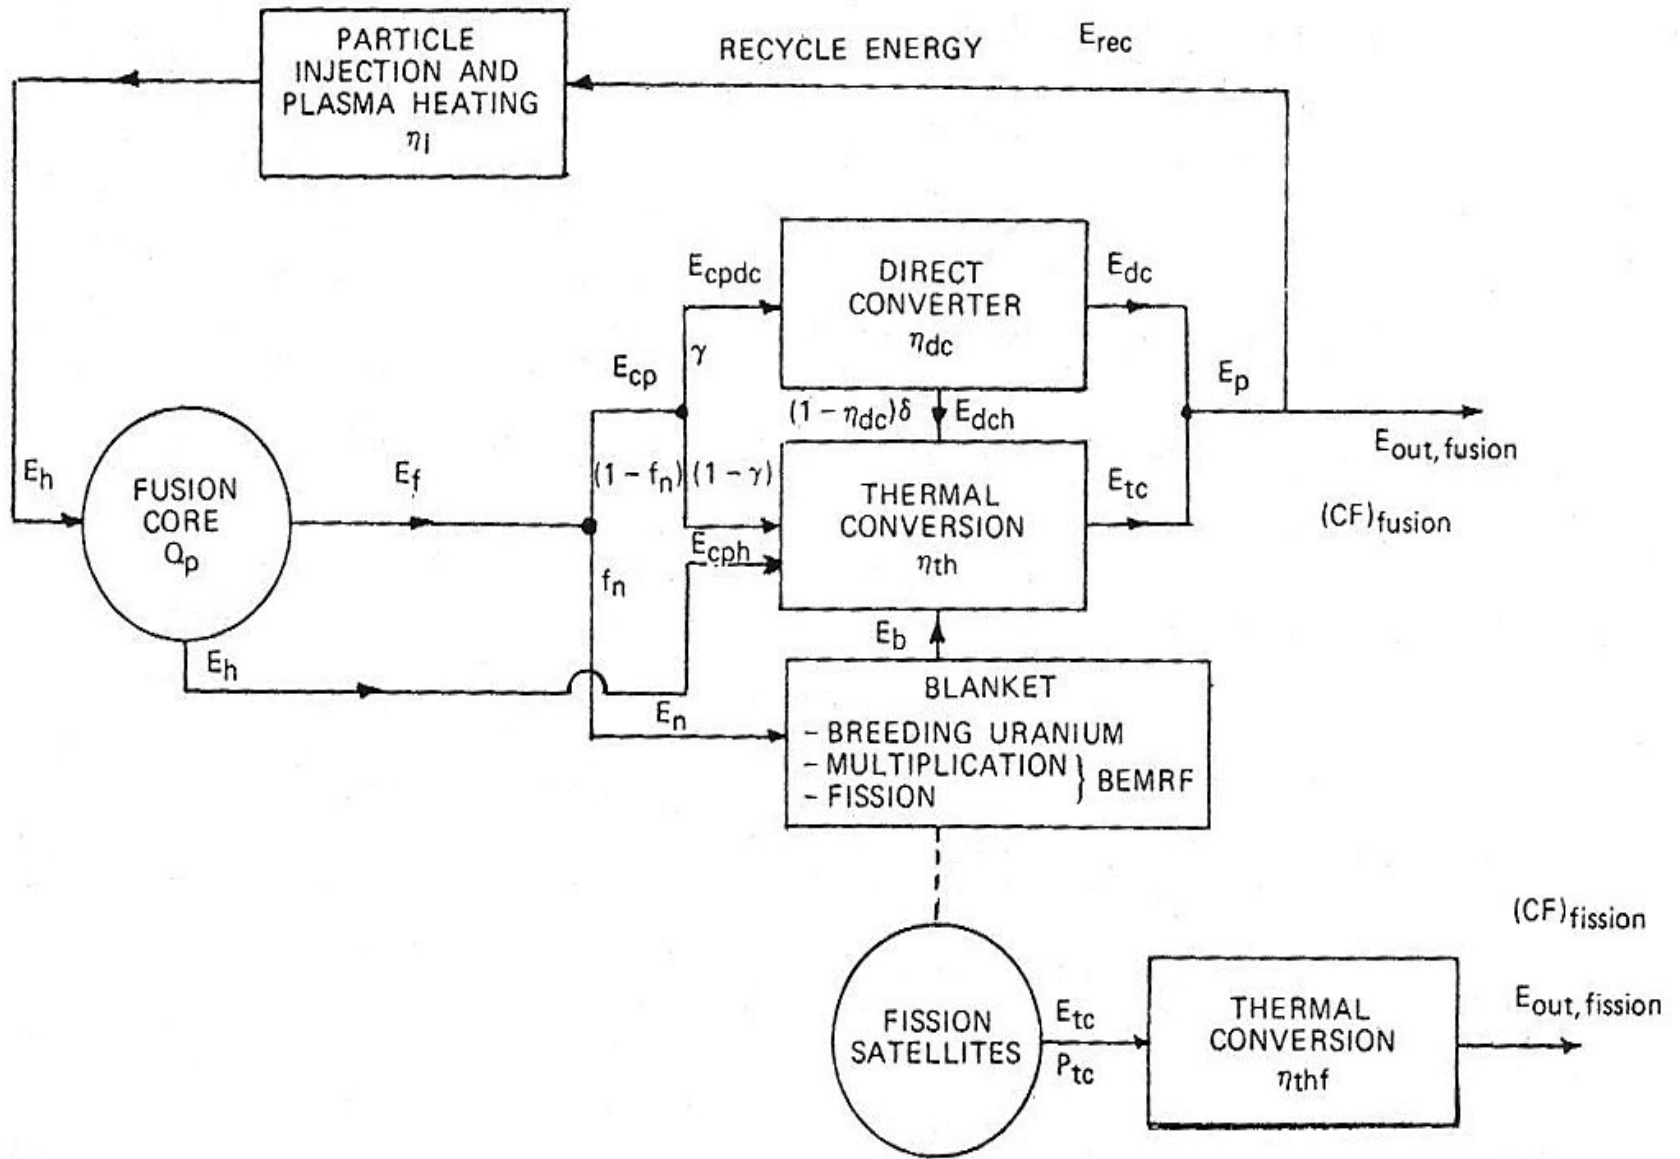 PARTICLE
INJECTION AND
PLASMA HEATING
ηI
RECYCLE ENERGY
Erec
Ecpdc
γ
DIRECT
CONVERTER
ηdc
Edc
Ecp
Ep
(1 - ηdc)δ
Edch
Eout, fusion
Eh
FUSION
CORE
Qp
Ef
(1 - fn)
(1 - γ)
THERMAL
CONVERSION
ηth
Etc
(CF)fusion
Ecph
fn
Eh
Eb
En
BLANKET
- BREEDING URANIUM
- MULTIPLICATION
- FISSION
} BEMRF
FISSION
SATELLITES
Etc
Ptc
THERMAL
CONVERSION
ηthf
(CF)fission
Eout, fission